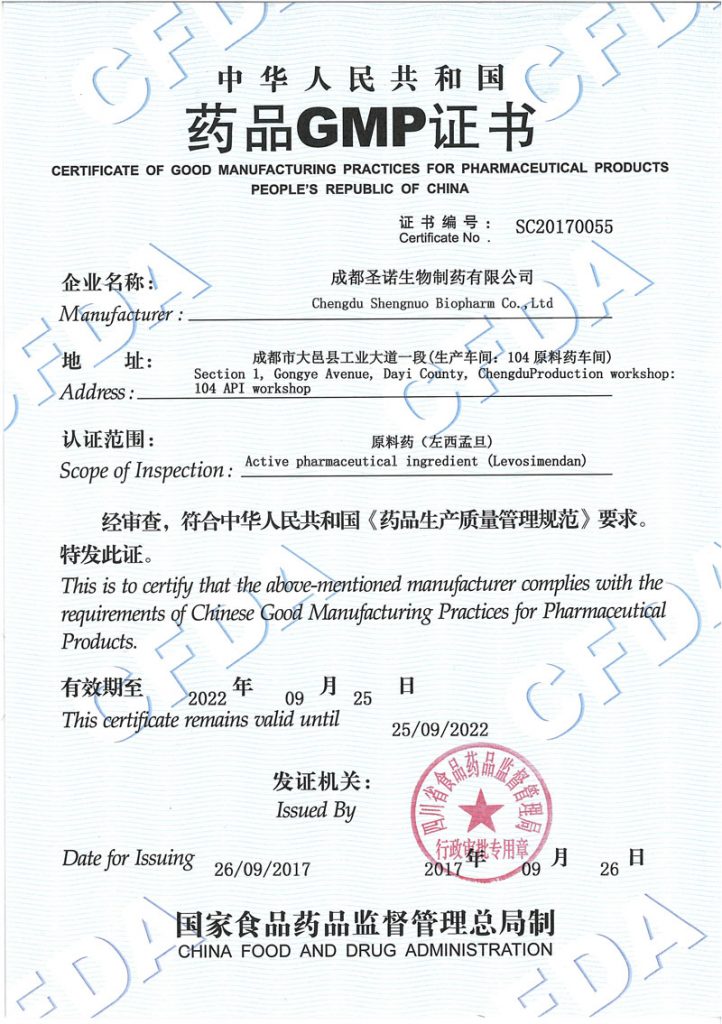 中华人民共和国
药品GMP证书
CERTIFICATE OF GOOD MANUFACTURING PRACTICES FOR PHARMACEUTICAL PRODUCTS
PEOPLE'S REPUBLIC OF CHINA
证书编号： SC20170055
Certificate No .
企业名称： 成都圣诺生物制药有限公司
Manufacturer : Chengdu Shengnuo Biopharm Co.,Ltd
地 址： 成都市大邑县工业大道一段(生产车间：104原料药车间)
Section 1, Gongye Avenue, Dayi County, ChengduProduction workshop:
Address : 104 API workshop
认证范围： 原料药（左西孟旦）
Scope of Inspection : Active pharmaceutical ingredient (Levosimendan)
经审查，符合中华人民共和国《药品生产质量管理规范》要求。
特发此证。
This is to certify that the above-mentioned manufacturer complies with the
requirements of Chinese Good Manufacturing Practices for Pharmaceutical
Products.
有效期至 2022 年 09 月 25 日
This certificate remains valid until 25/09/2022
发证机关：
Issued By
四川省食品药品监督管理局
行政审批专用章
Date for Issuing 26/09/2017 2017 年 09 月 26 日
国家食品药品监督管理总局制
CHINA FOOD AND DRUG ADMINISTRATION
CFDA
CFDA
CFDA
CFDA
CFDA
CFDA
CFDA
CFDA